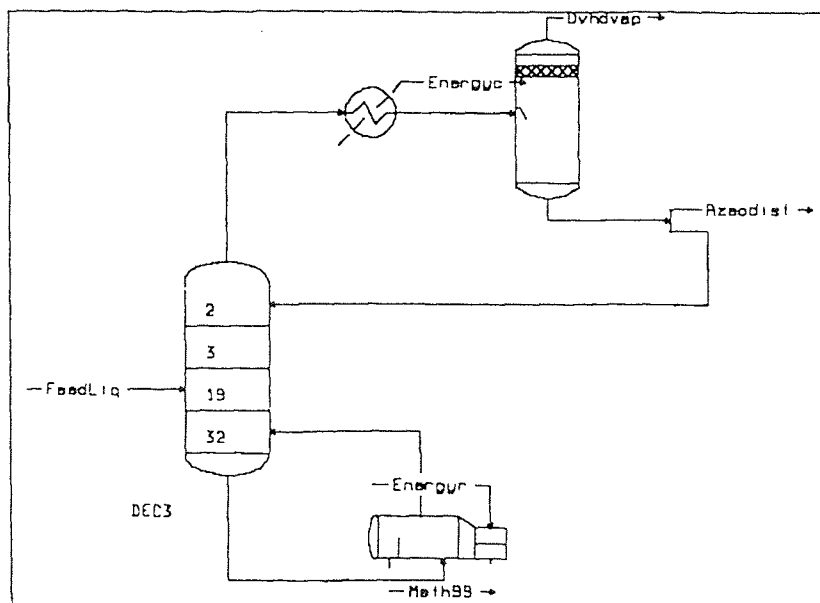 Ovhdvap
Energyc
Azeodist
2
3
FeedLiq
19
32
Energyr
DEC3
Meth99